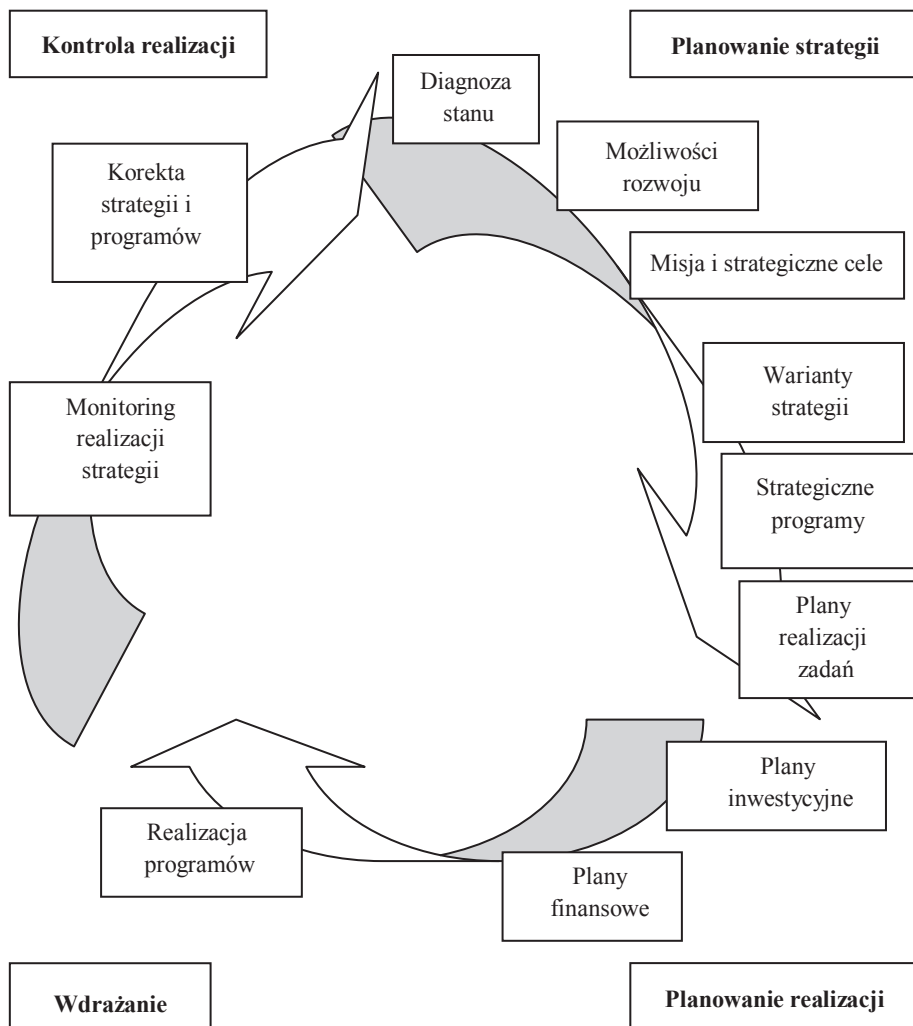 Kontrola realizacji
Planowanie strategii
Diagnoza
stanu
Możliwości
rozwoju
Korekta
strategii i
programów
Misja i strategiczne cele
Warianty
strategii
Monitoring
realizacji
strategii
Strategiczne
programy
Plany
realizacji
zadań
Plany
inwestycyjne
Realizacja
programów
Plany
finansowe
Wdrażanie
Planowanie realizacji